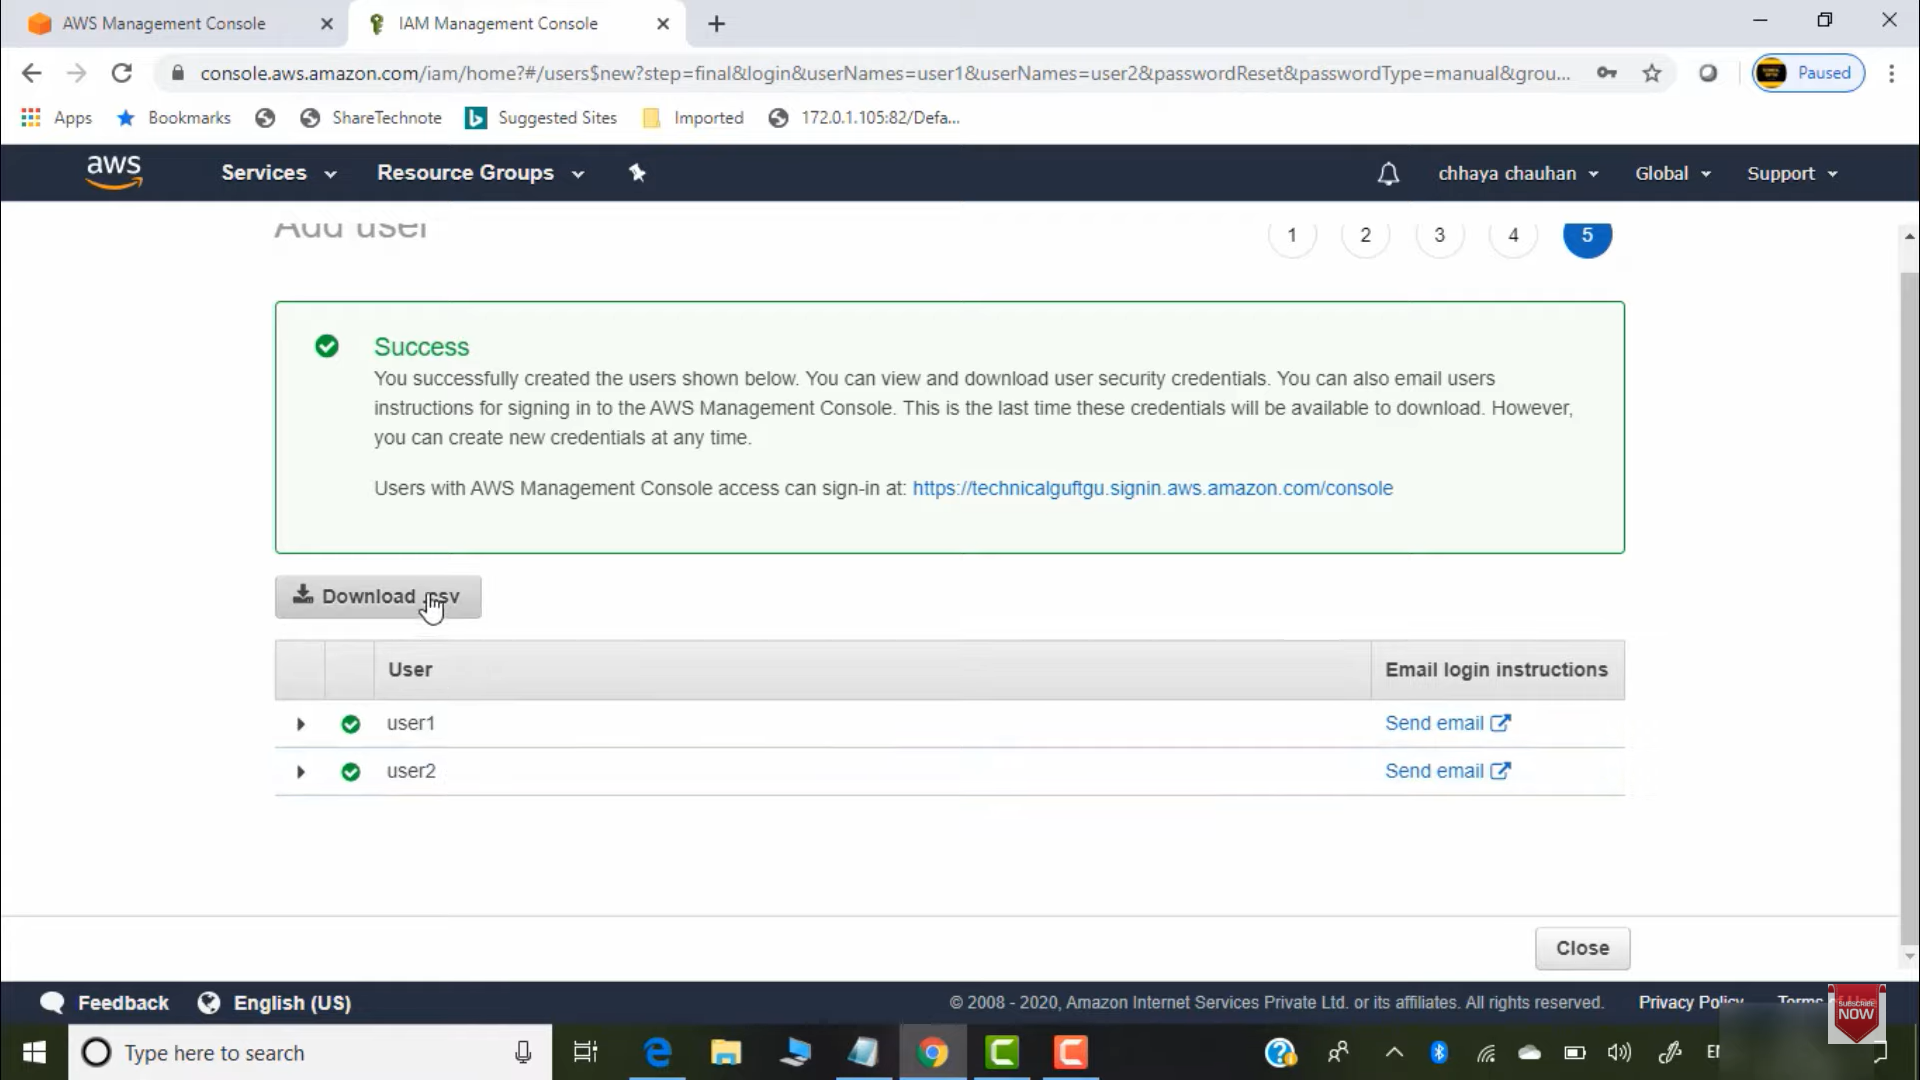 AWS Management Console
IAM Management Console
console.aws.amazon.com/iam/home?#/users$new?step=final&login&userNames=user1&userNames=user2&passwordReset&passwordType=manual&grou...
Paused
Apps
Bookmarks
ShareTechnote
Suggested Sites
Imported
172.0.1.105:82/Defa...
aws
Services
Resource Groups
chhaya chauhan
Global
Support
Add user
1
2
3
4
5
Success
You successfully created the users shown below. You can view and download user security credentials. You can also email users
instructions for signing in to the AWS Management Console. This is the last time these credentials will be available to download. However,
you can create new credentials at any time.
Users with AWS Management Console access can sign-in at: https://technicalguftgu.signin.aws.amazon.com/console
Download .csv
User
Email login instructions
user1
Send email
user2
Send email
Close
Feedback
English (US)
© 2008 - 2020, Amazon Internet Services Private Ltd. or its affiliates. All rights reserved.
Privacy Policy
Terms of Use
SUBSCRIBE
NOW
Type here to search